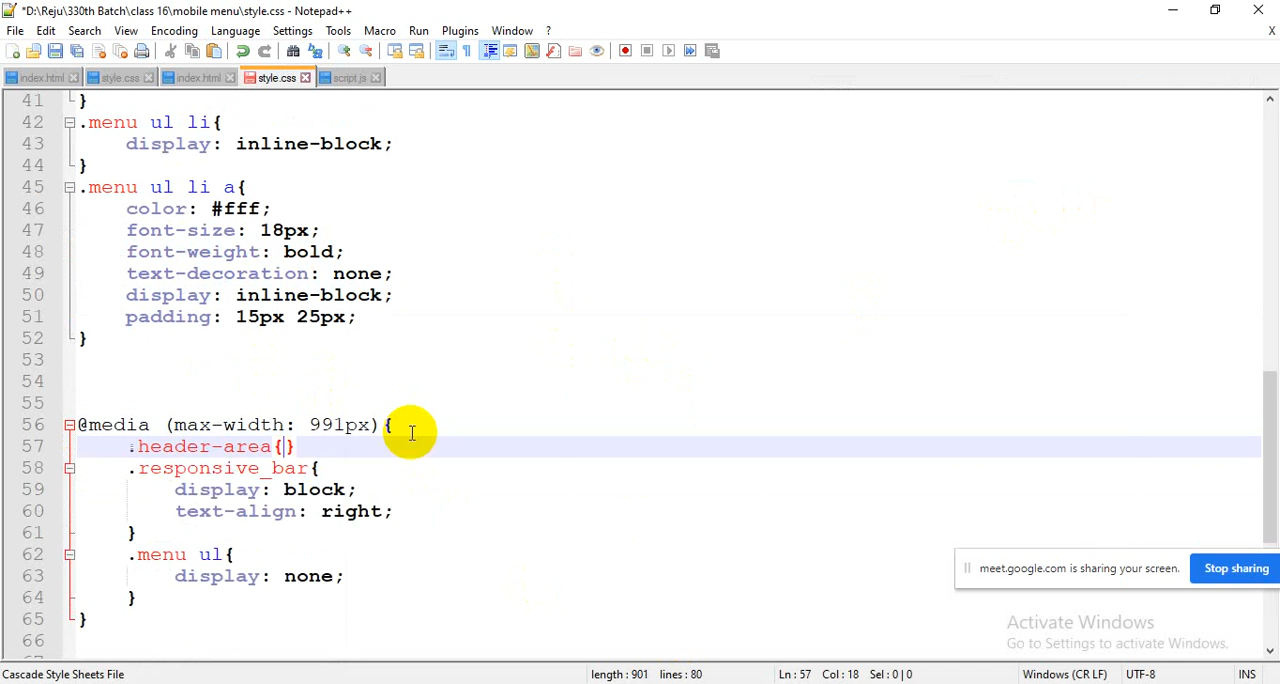 *D:\Reju\330th Batch\class 16\mobile menu\style.css - Notepad++
File Edit Search View Encoding Language Settings Tools Macro Run Plugins Window ?
X
index.html style.css index.html style.css script.js
41 }
42 .menu ul li{
43 display: inline-block;
44 }
45 .menu ul li a{
46 color: #fff;
47 font-size: 18px;
48 font-weight: bold;
49 text-decoration: none;
50 display: inline-block;
51 padding: 15px 25px;
52 }
53
54
55
56 @media (max-width: 991px){
57 .header-area{}
58 .responsive_bar{
59 display: block;
60 text-align: right;
61 }
62 .menu ul{
63 display: none;
64 }
65 }
66
meet.google.com is sharing your screen. Stop sharing
Activate Windows
Go to Settings to activate Windows.
Cascade Style Sheets File length : 901 lines : 80 Ln : 57 Col : 18 Sel : 0 | 0 Windows (CR LF) UTF-8 INS